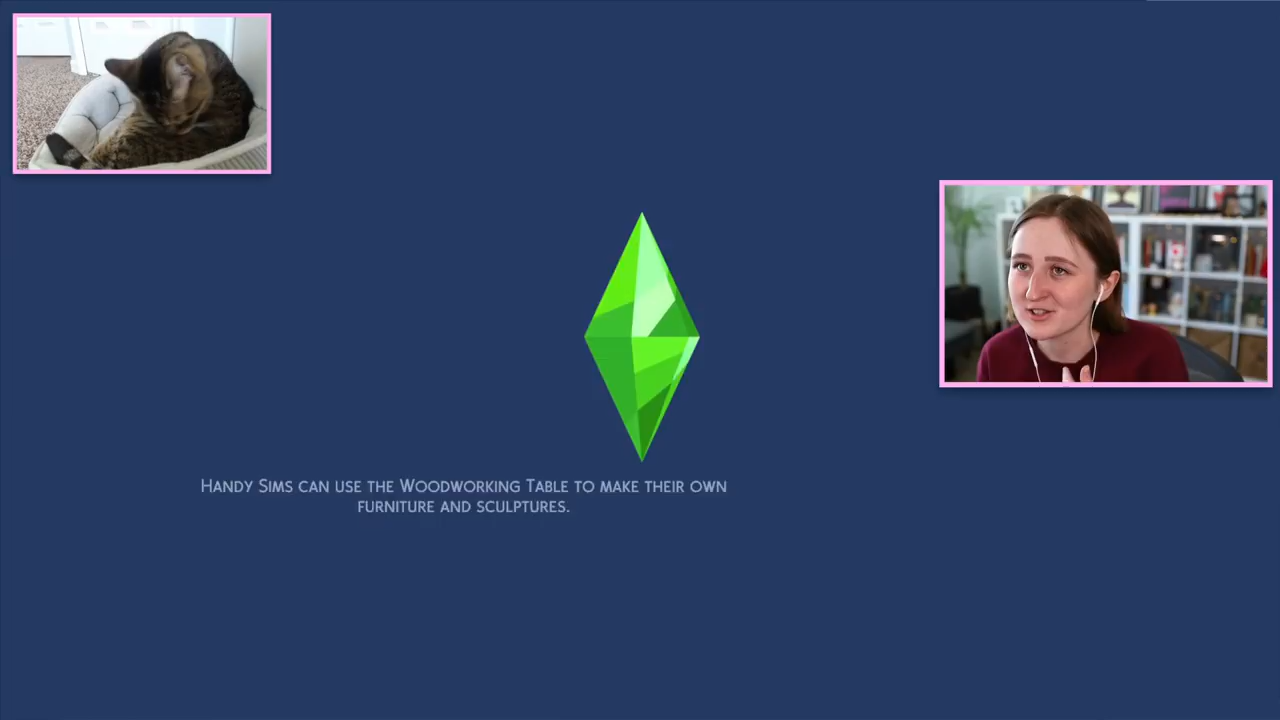 Handy Sims can use the Woodworking Table to make their own
furniture and sculptures.